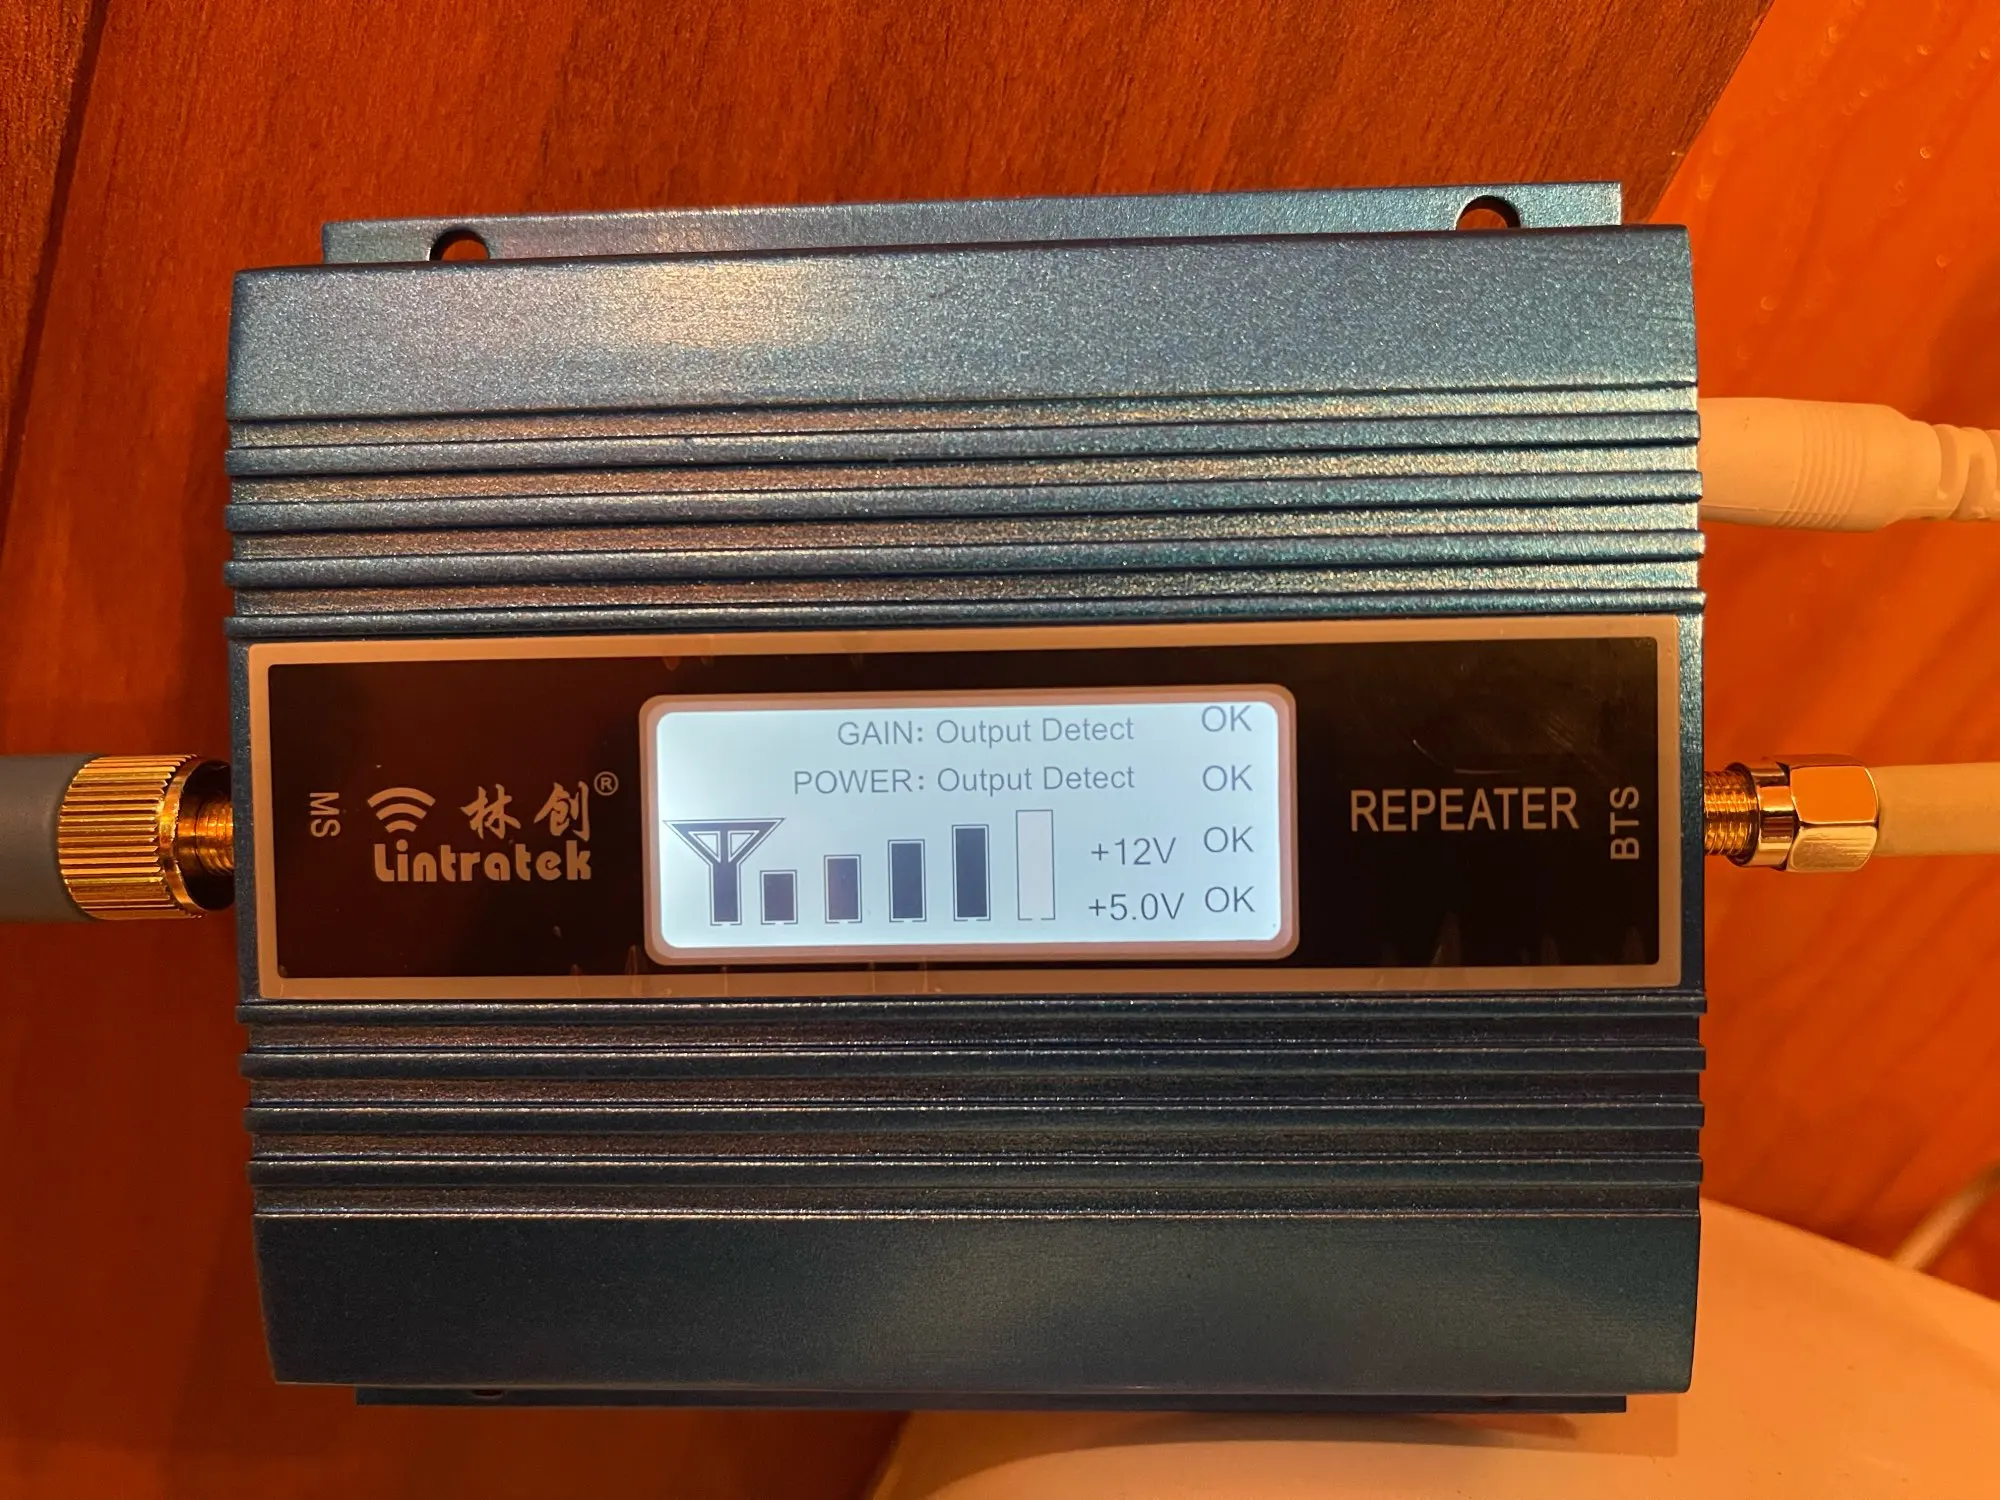 MS
林创®
Lintratek
GAIN: Output Detect OK
POWER: Output Detect OK
+12V OK
+5.0V OK
REPEATER
BTS